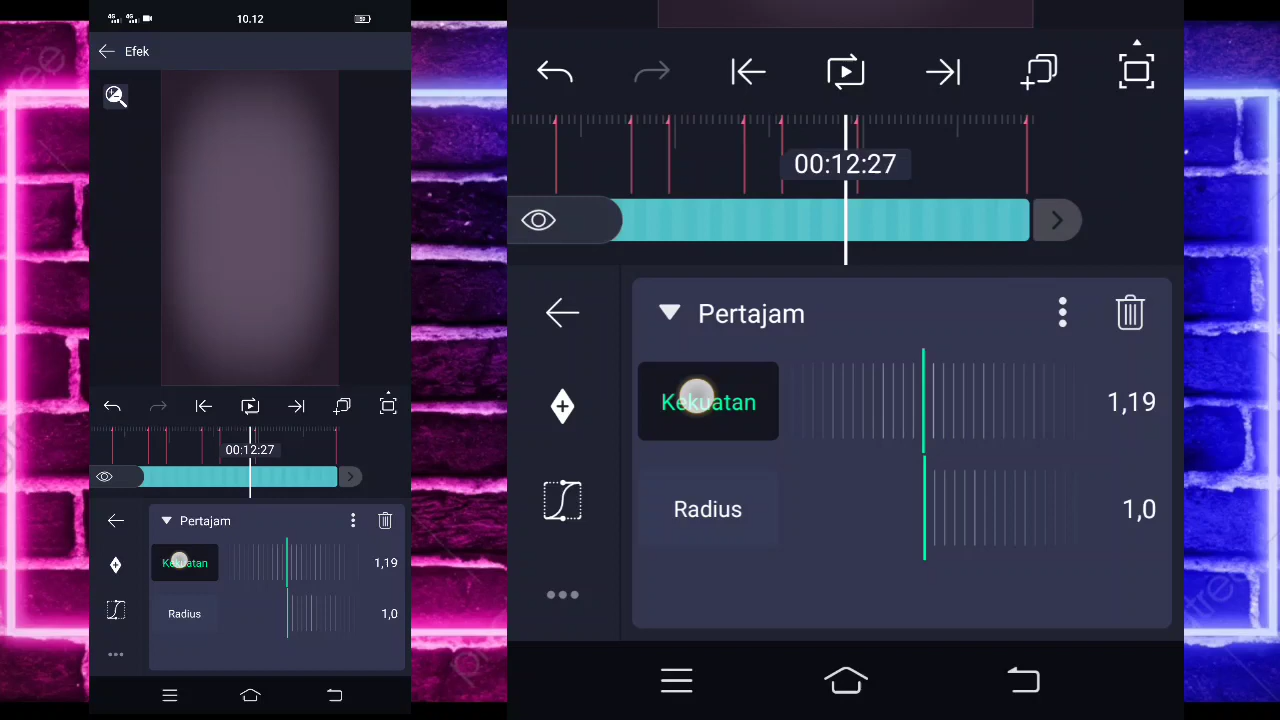 10.12
Efek
00:12:27
Pertajam
Kekuatan
1,19
Radius
1,0
00:12:27
Pertajam
Kekuatan
1,19
Radius
1,0